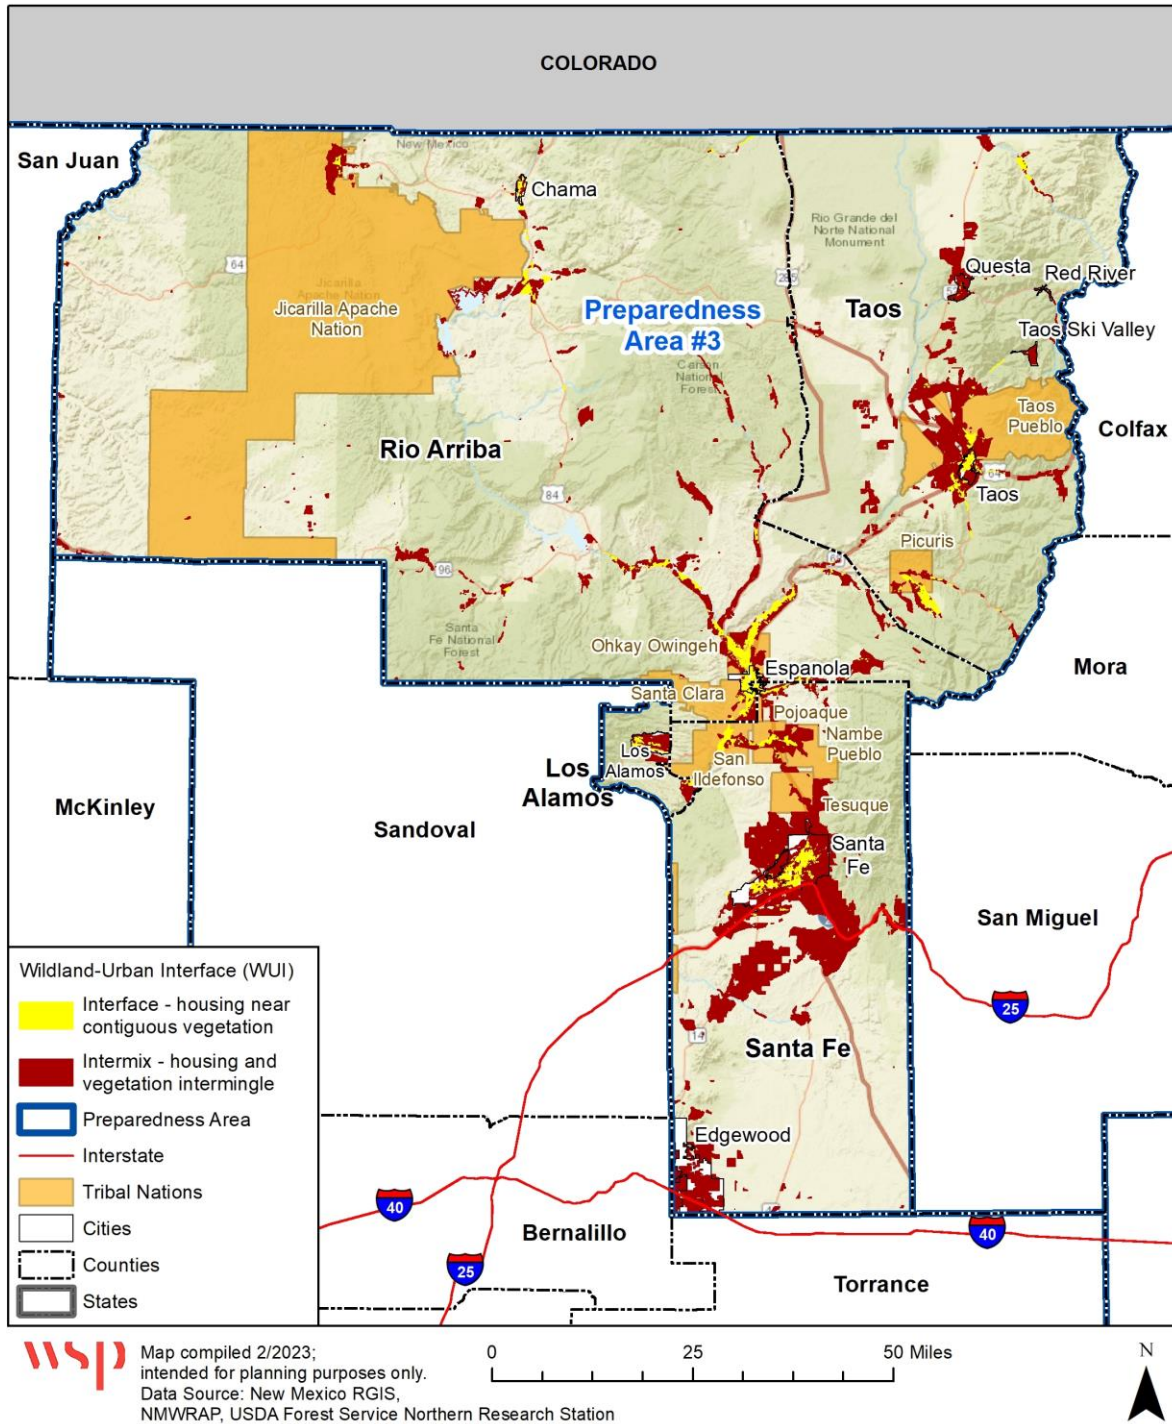 COLORADO
San Juan
New Mexico
Chama
Rio Grande del
Norte National
Monument
64
285
Questa
Red River
Jicarilla
Apache Nation
Jicarilla Apache
Nation
Preparedness
Area #3
Taos
Taos Ski Valley
Carson
National
Forest
Taos
Pueblo
Colfax
Rio Arriba
64
Taos
84
Picuris
96
Santa
Fe National
Forest
Ohkay Owingeh
Espanola
Mora
Santa Clara
Pojoaque
Nambe
Pueblo
Los
Alamos
San
Ildefonso
Los
Alamos
McKinley
Tesuque
Sandoval
Santa
Fe
San Miguel
25
14
Santa Fe
Edgewood
40
Bernalillo
40
25
Torrance
Wildland-Urban Interface (WUI)
Interface - housing near
contiguous vegetation
Intermix - housing and
vegetation intermingle
Preparedness Area
Interstate
Tribal Nations
Cities
Counties
States
wsp
Map compiled 2/2023;
intended for planning purposes only.
Data Source: New Mexico RGIS,
NMWRAP, USDA Forest Service Northern Research Station
0 25 50 Miles
N